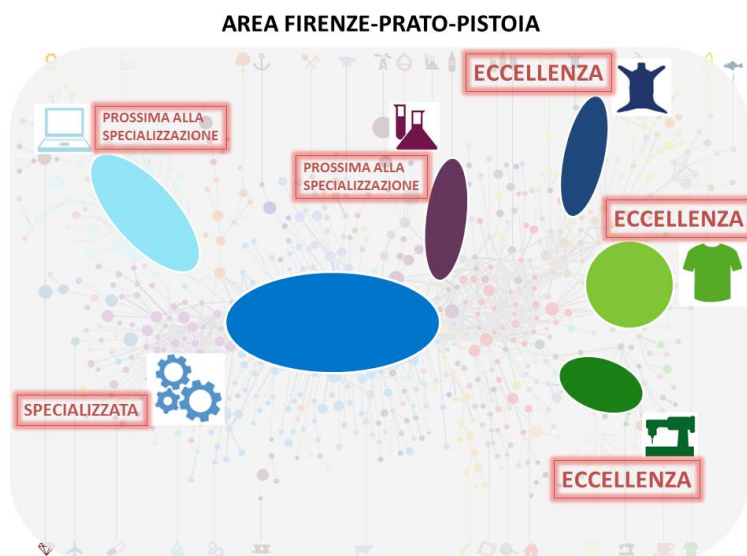 AREA FIRENZE-PRATO-PISTOIA
ECCELLENZA
PROSSIMA ALLA
SPECIALIZZAZIONE
PROSSIMA ALLA
SPECIALIZZAZIONE
ECCELLENZA
SPECIALIZZATA
ECCELLENZA